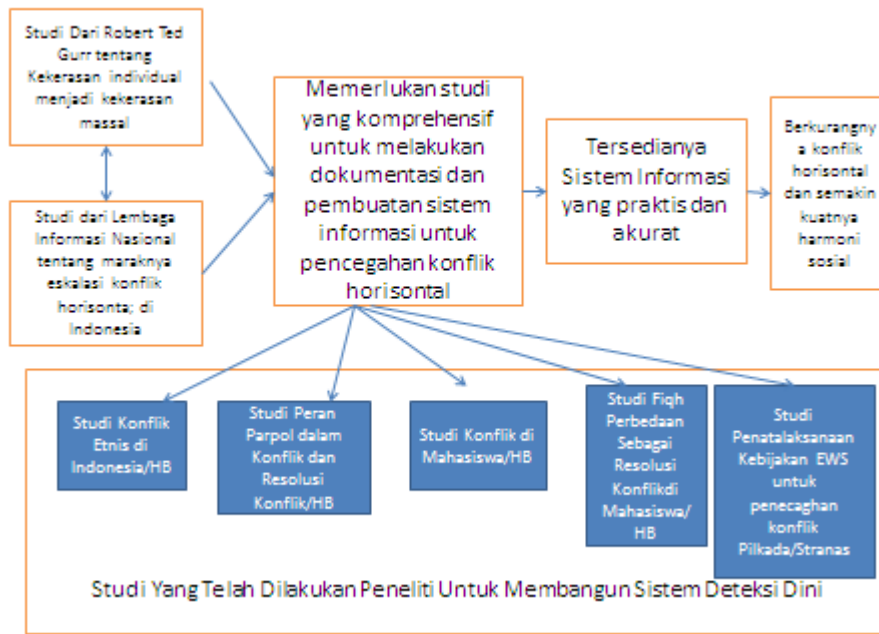 Studi Dari Robert Ted
Gurr tentang
Kekerasan individual
menjadi kekerasan
massal
Studi dari Lembaga
Informasi Nasional
tentang maraknya
eskalasi konflik
horisonta; di
Indonesia
Memerlukan studi
yang komprehensif
untuk melakukan
dokumentasi dan
pembuatan sistem
informasi untuk
pencegahan konflik
horisontal
Tersedianya
Sistem Informasi
yang praktis dan
akurat
Berkurangny
a konflik
horisontal
dan semakin
kuatnya
harmoni
sosial
Studi Konflik
Etnis di
Indonesia/HB
Studi Peran
Parpol dalam
Konflik dan
Resolusi
Konflik/HB
Studi Konflik di
Mahasiswa/HB
Studi Fiqh
Perbedaan
Sebagai
Resolusi
Konflikdi
Mahasiswa/
HB
Studi
Penatalaksanaan
Kebijakan EWS
untuk
penecaghan
konflik
Pilkada/Stranas
Studi Yang Telah Dilakukan Peneliti Untuk Membangun Sistem Deteksi Dini